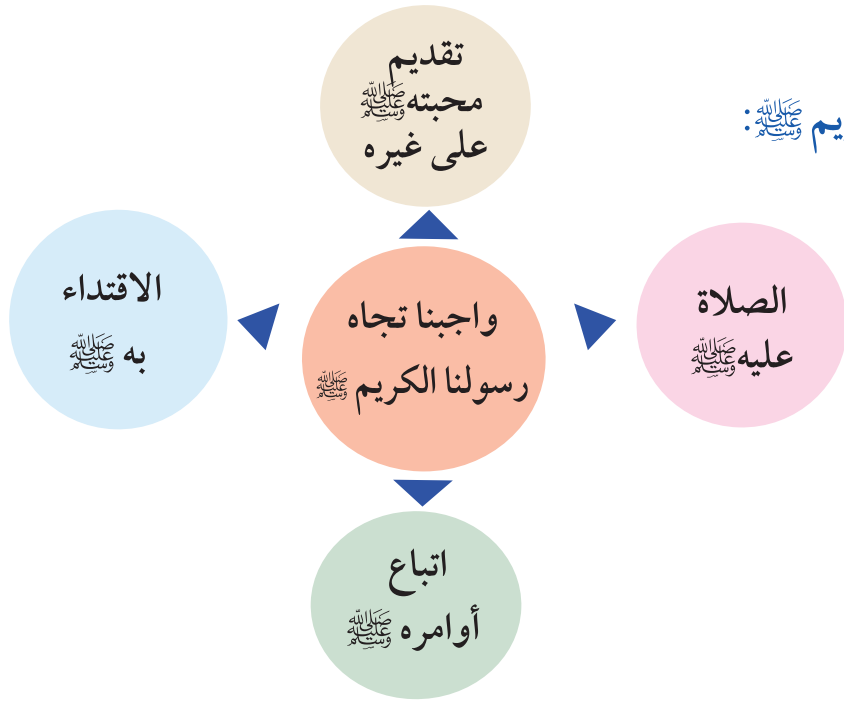 يم ﷺ:
تقديم
محبته ﷺ
على غيره
الصلاة
عليه ﷺ
واجبنا تجاه
رسولنا الكريم ﷺ
الاقتداء
به ﷺ
اتباع
أوامره ﷺ